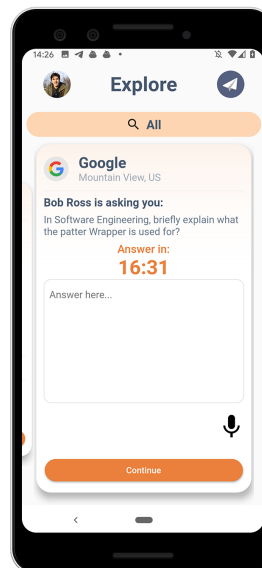 14:26
Explore
All
Google
Mountain View, US
Bob Ross is asking you:
In Software Engineering, briefly explain what
the patter Wrapper is used for?
Answer in:
16:31
Answer here...
Continue